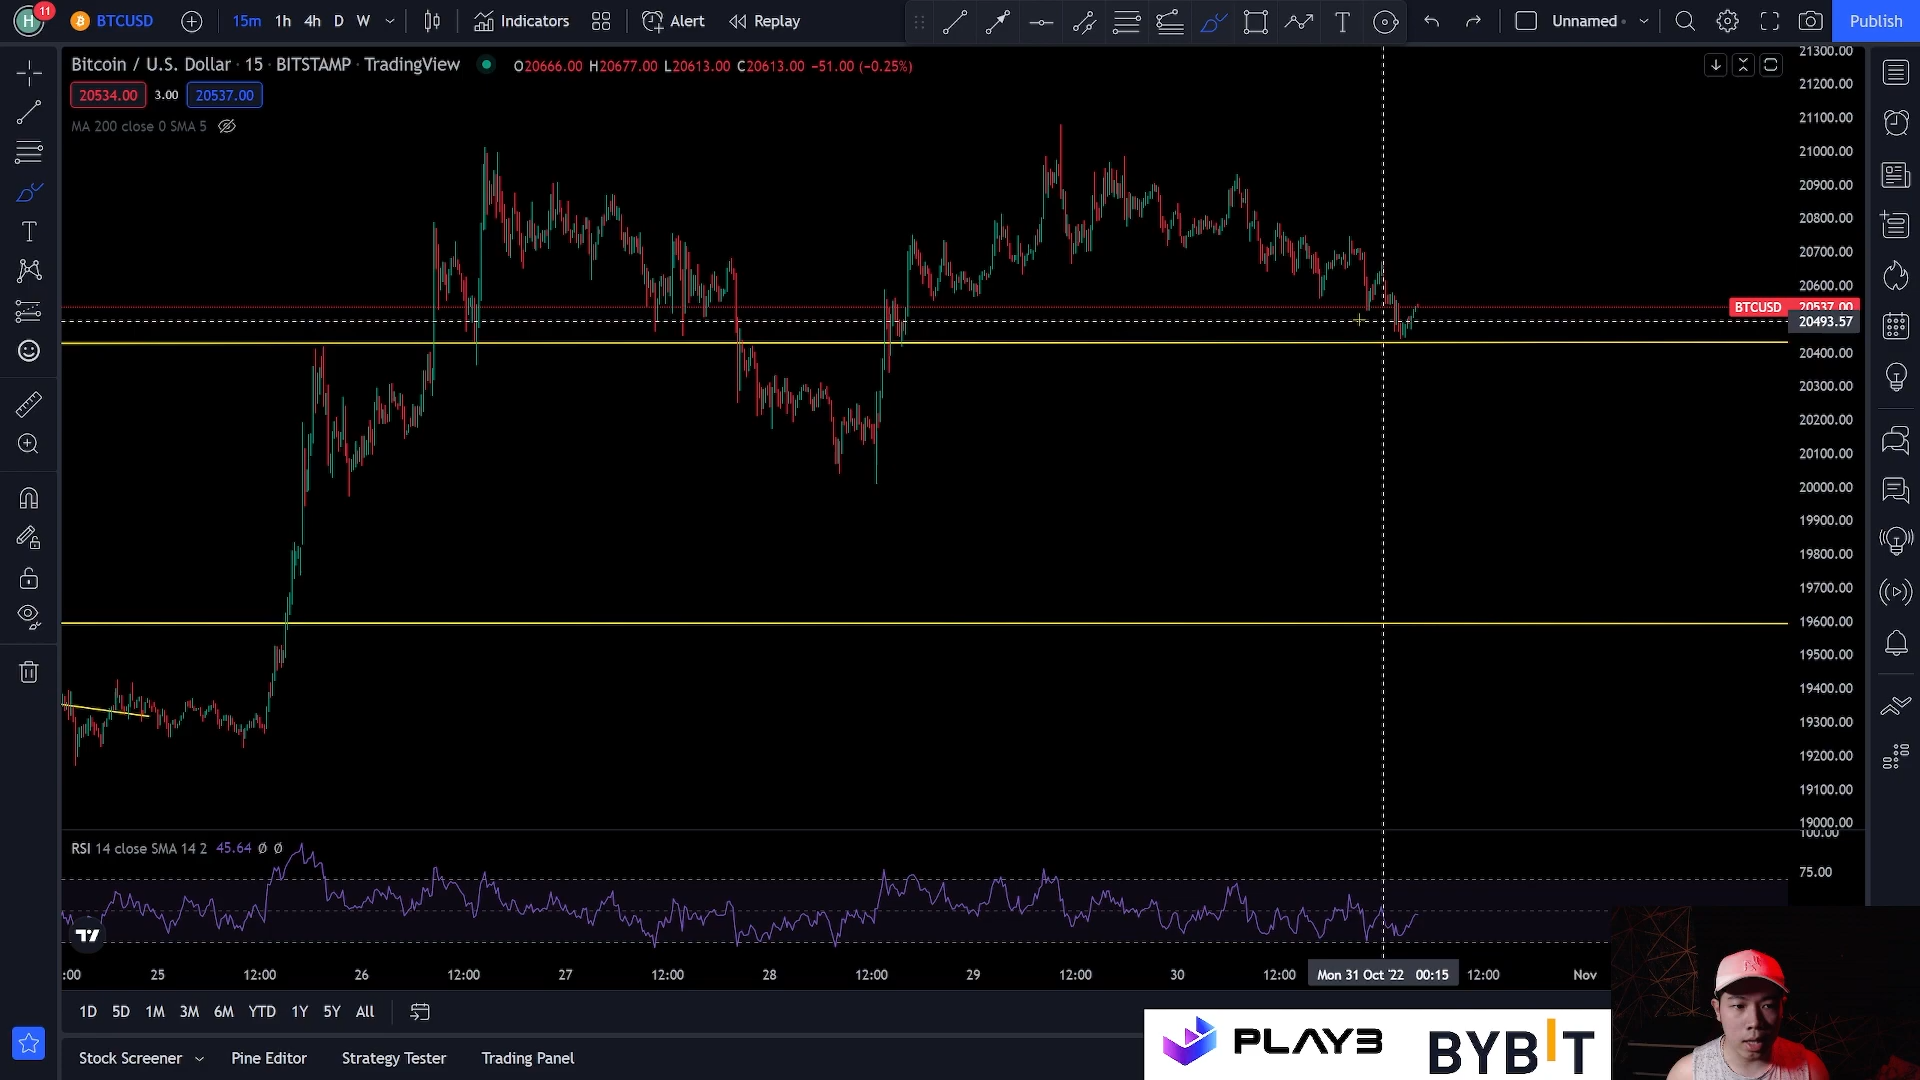 H 11 BTCUSD 15m 1h 4h D W Indicators Alert Replay T Unnamed Publish
Bitcoin / U.S. Dollar · 15 · BITSTAMP · TradingView O20666.00 H20677.00 L20613.00 C20613.00 −51.00 (−0.25%)
20534.00 3.00 20537.00
MA 200 close 0 SMA 5
21300.00
21200.00
21100.00
21000.00
20900.00
20800.00
20700.00
20600.00
BTCUSD 20537.00
20493.57
20400.00
20300.00
20200.00
20100.00
20000.00
19900.00
19800.00
19700.00
19600.00
19500.00
19400.00
19300.00
19200.00
19100.00
19000.00
100.00
RSI 14 close SMA 14 2 45.64 Ø Ø
75.00
:00 25 12:00 26 12:00 27 12:00 28 12:00 29 12:00 30 12:00 Mon 31 Oct '22 00:15 12:00 Nov
1D 5D 1M 3M 6M YTD 1Y 5Y All
Stock Screener Pine Editor Strategy Tester Trading Panel
PLAY3 BYBIT